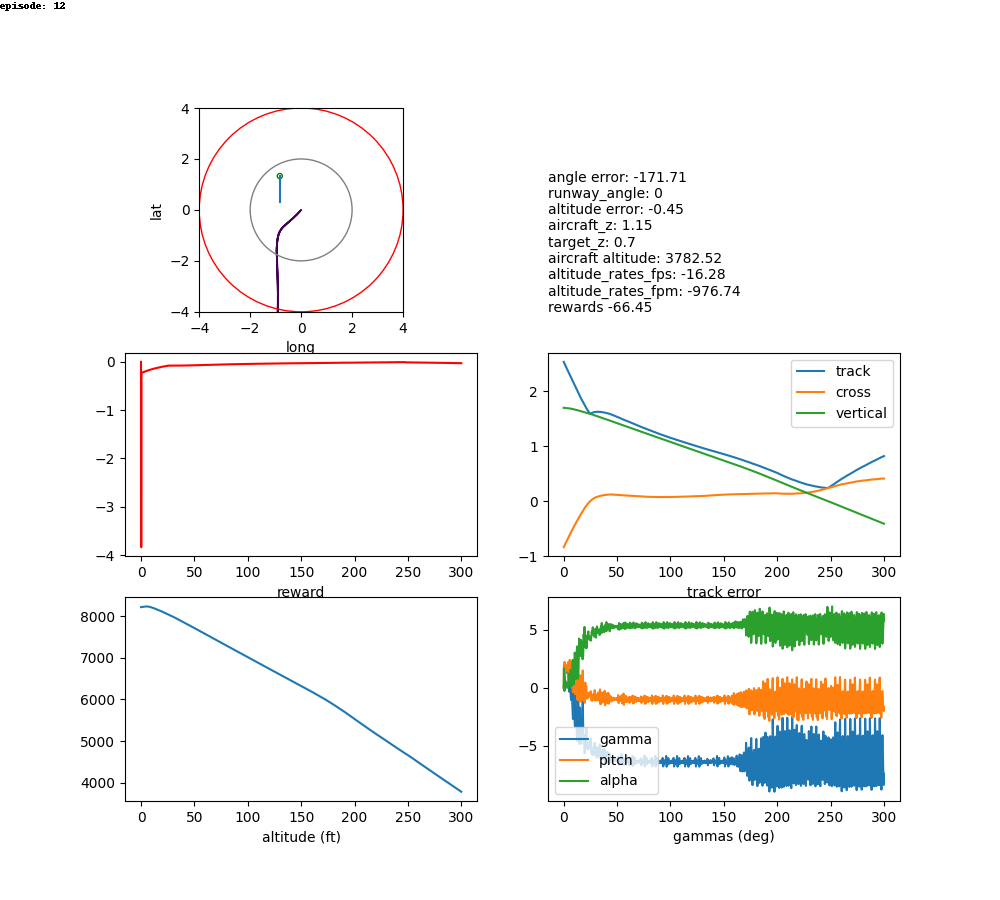 episode: 12
4
2
0
−2
−4
lat
−4 −2 0 2 4
long
angle error: -171.71
runway_angle: 0
altitude error: -0.45
aircraft_z: 1.15
target_z: 0.7
aircraft altitude: 3782.52
altitude_rates_fps: -16.28
altitude_rates_fpm: -976.74
rewards -66.45
0
−1
−2
−3
−4
0 50 100 150 200 250 300
reward
2
1
0
−1
track
cross
vertical
0 50 100 150 200 250 300
track error
8000
7000
6000
5000
4000
0 50 100 150 200 250 300
altitude (ft)
5
0
−5
gamma
pitch
alpha
0 50 100 150 200 250 300
gammas (deg)